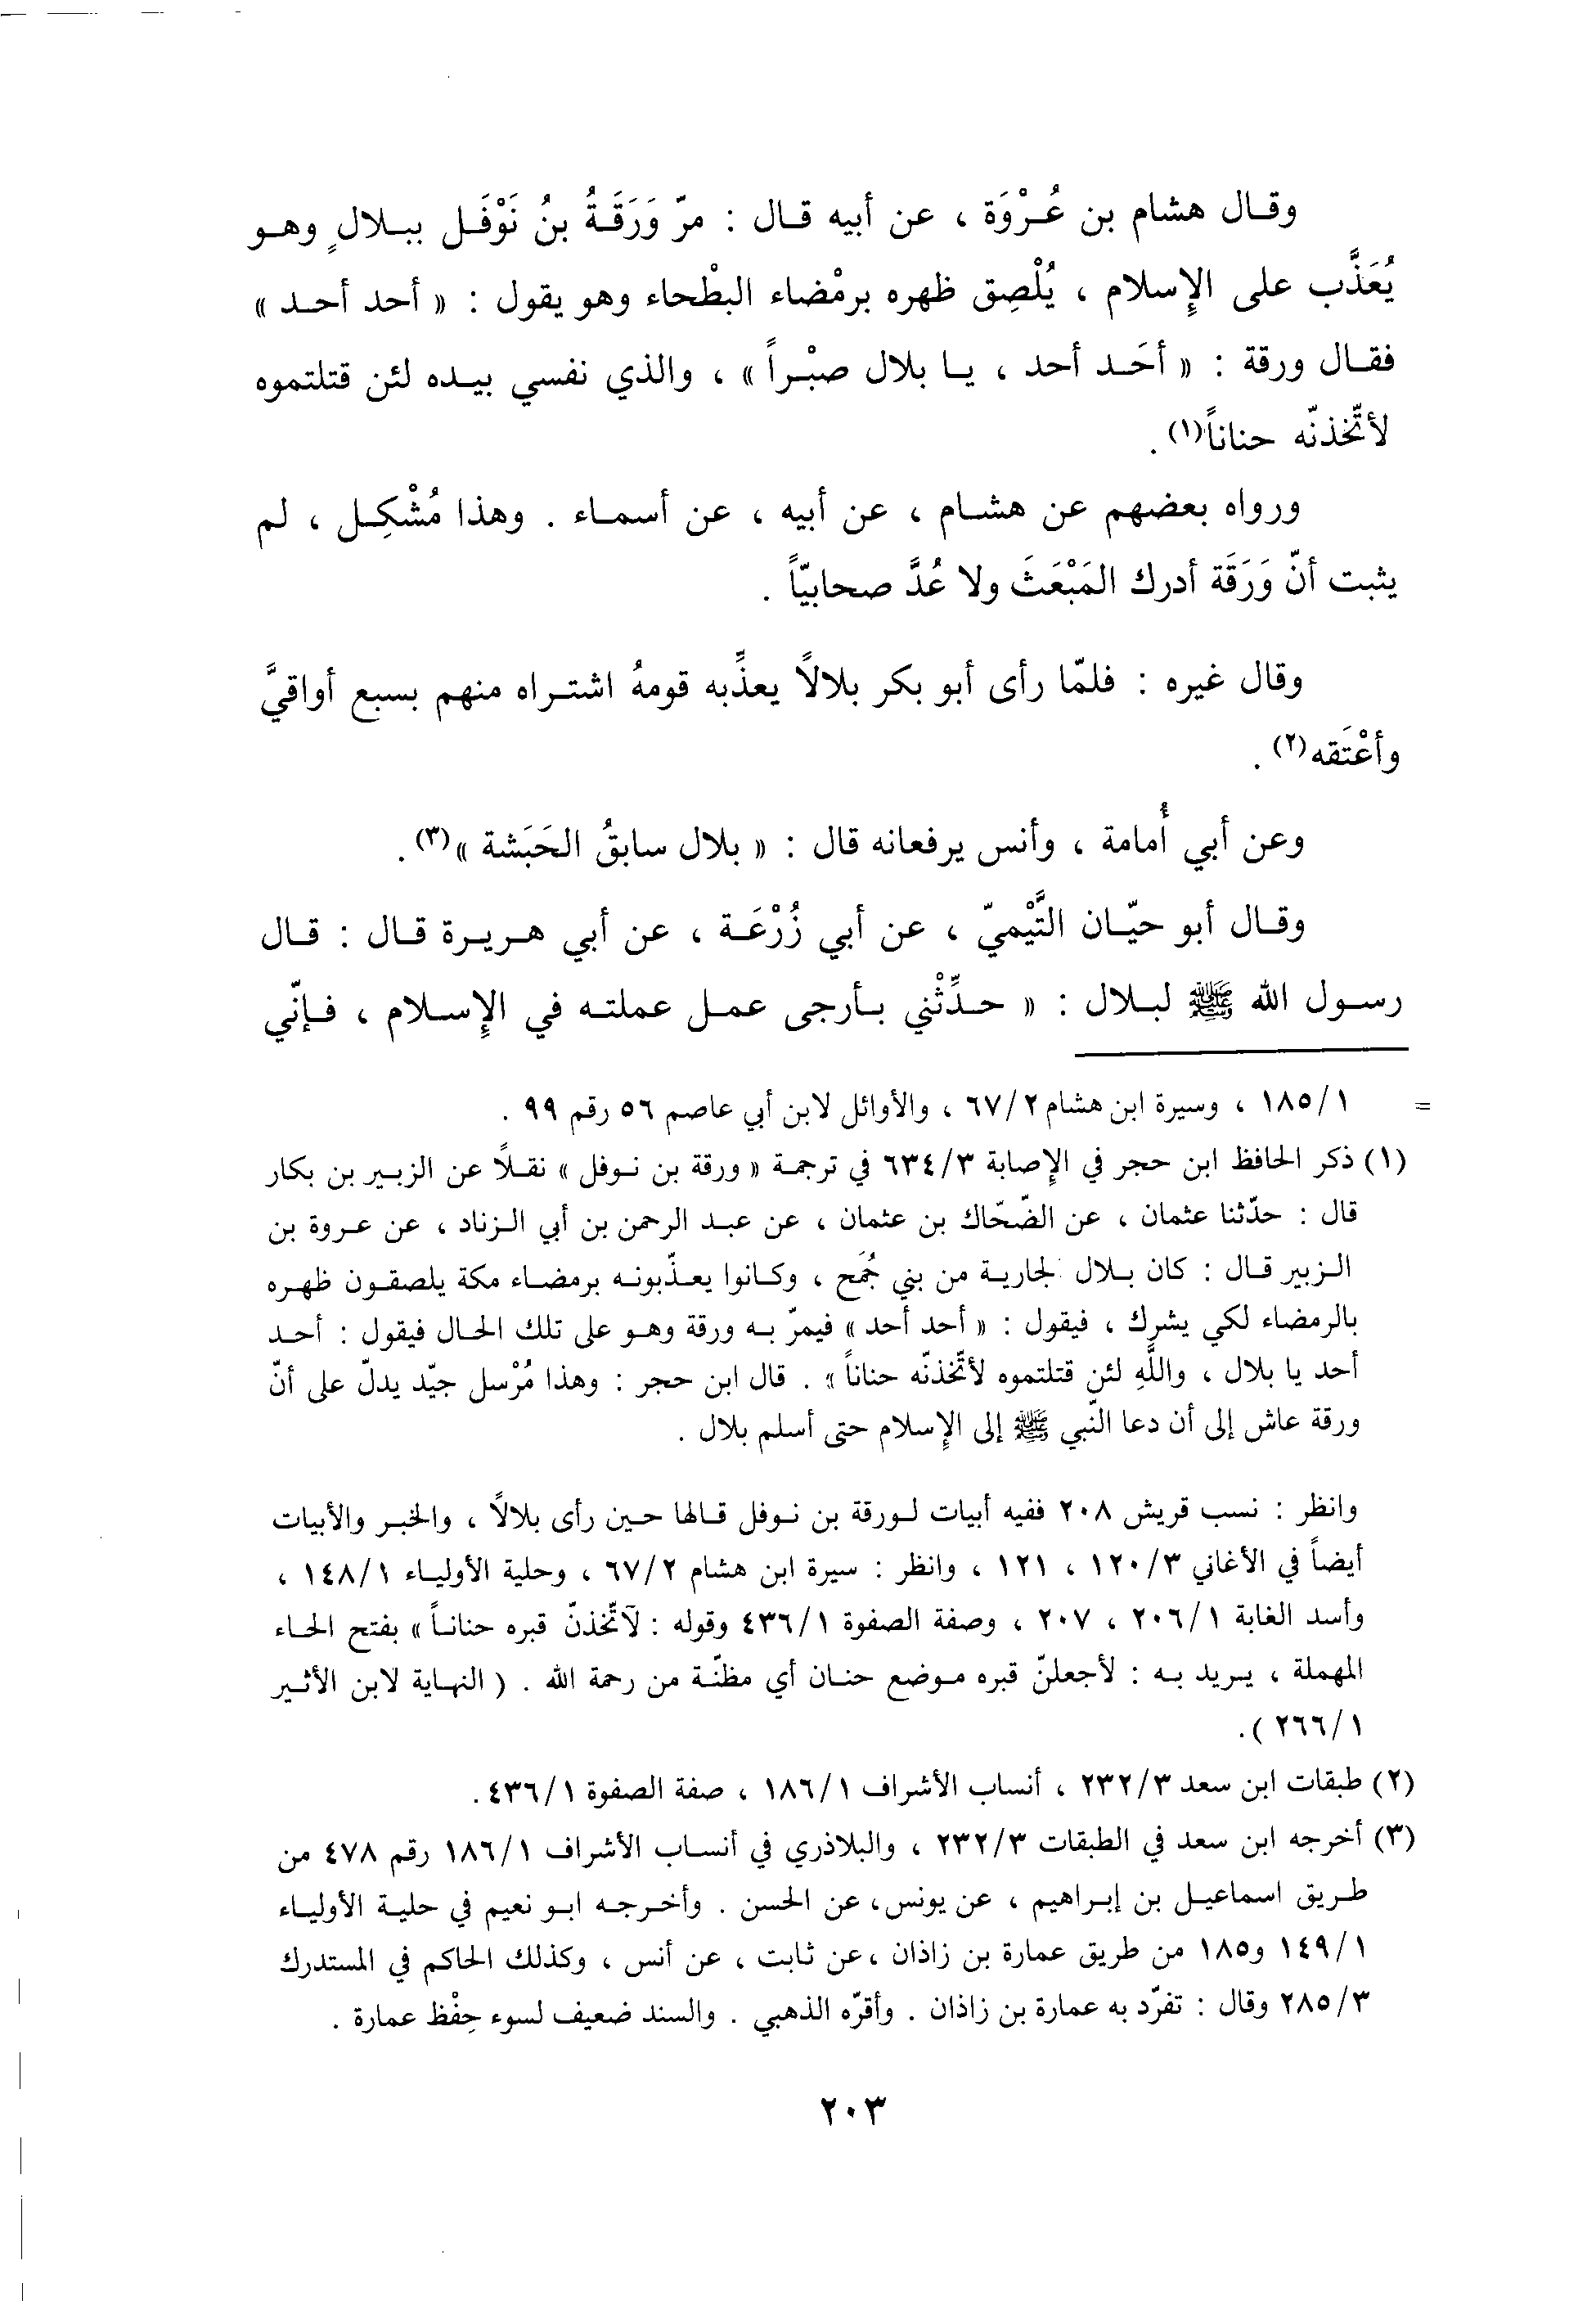 وقال هشام بن عُرْوَة ، عن أبيه قال : مرّ وَرَقَةُ بنُ نَوْفَل ببلالٍ وهو
يُعَذَّب على الإسلام ، يُلْصِق ظهره برمْضاء البطْحاء وهو يقول : « أحد أحد »
فقال ورقة : « أحَد أحد ، يا بلال صبْراً » ، والذي نفسي بيده لئن قتلتموه
لأتّخذنّه حناناً(١) .
ورواه بعضهم عن هشام ، عن أبيه ، عن أسماء . وهذا مُشْكِل ، لم
يثبت أنّ وَرَقَة أدرك المَبْعَثَ ولا عُدَّ صحابيّاً .
وقال غيره : فلمّا رأى أبو بكر بلالاً يعذِّبه قومهُ اشتراه منهم بسبع أواقيَّ
وأعْتَقه(٢) .
وعن أبي أُمامة ، وأنس يرفعانه قال : « بلال سابقُ الحَبَشة »(٣) .
وقال أبو حيّان التَّيْميّ ، عن أبي زُرْعَة ، عن أبي هريرة قال : قال
رسول الله ﷺ لبلال : « حدِّثْني بأرجى عمل عملته في الإسلام ، فإنّي
= ١/١٨٥ ، وسيرة ابن هشام ٢/٦٧ ، والأوائل لابن أبي عاصم ٥٦ رقم ٩٩ .
(١) ذكر الحافظ ابن حجر في الإصابة ٣/٦٣٤ في ترجمة « ورقة بن نوفل » نقلاً عن الزبير بن بكار
قال : حدّثنا عثمان ، عن الضّحّاك بن عثمان ، عن عبد الرحمن بن أبي الزناد ، عن عروة بن
الزبير قال : كان بلال لجارية من بني جُمَح ، وكانوا يعذّبونه برمضاء مكة يلصقون ظهره
بالرمضاء لكي يشرك ، فيقول : « أحد أحد » فيمرّ به ورقة وهو على تلك الحال فيقول : أحد
أحد يا بلال ، واللَّهِ لئن قتلتموه لأتّخذنّه حناناً » . قال ابن حجر : وهذا مُرْسل جيّد يدلّ على أنّ
ورقة عاش إلى أن دعا النّبي ﷺ إلى الإسلام حتى أسلم بلال .
وانظر : نسب قريش ٢٠٨ ففيه أبيات لورقة بن نوفل قالها حين رأى بلالاً ، والخبر والأبيات
أيضاً في الأغاني ٣/١٢٠ ، ١٢١ ، وانظر : سيرة ابن هشام ٢/٦٧ ، وحلية الأولياء ١/١٤٨ ،
وأسد الغابة ١/٢٠٦ ، ٢٠٧ ، وصفة الصفوة ١/٤٣٦ وقوله : لآتّخذنّ قبره حناناً » بفتح الحاء
المهملة ، يريد به : لأجعلنّ قبره موضع حنان أي مظنّة من رحمة الله . ( النهاية لابن الأثير
١/٢٦٦ ) .
(٢) طبقات ابن سعد ٣/٢٣٢ ، أنساب الأشراف ١/١٨٦ ، صفة الصفوة ١/٤٣٦ .
(٣) أخرجه ابن سعد في الطبقات ٣/٢٣٢ ، والبلاذري في أنساب الأشراف ١/١٨٦ رقم ٤٧٨ من
طريق اسماعيل بن إبراهيم ، عن يونس، عن الحسن . وأخرجه ابو نعيم في حلية الأولياء
١/١٤٩ و١٨٥ من طريق عمارة بن زاذان ،عن ثابت ، عن أنس ، وكذلك الحاكم في المستدرك
٣/٢٨٥ وقال : تفرّد به عمارة بن زاذان . وأقرّه الذهبي . والسند ضعيف لسوء حِفْظ عمارة .
٢٠٣